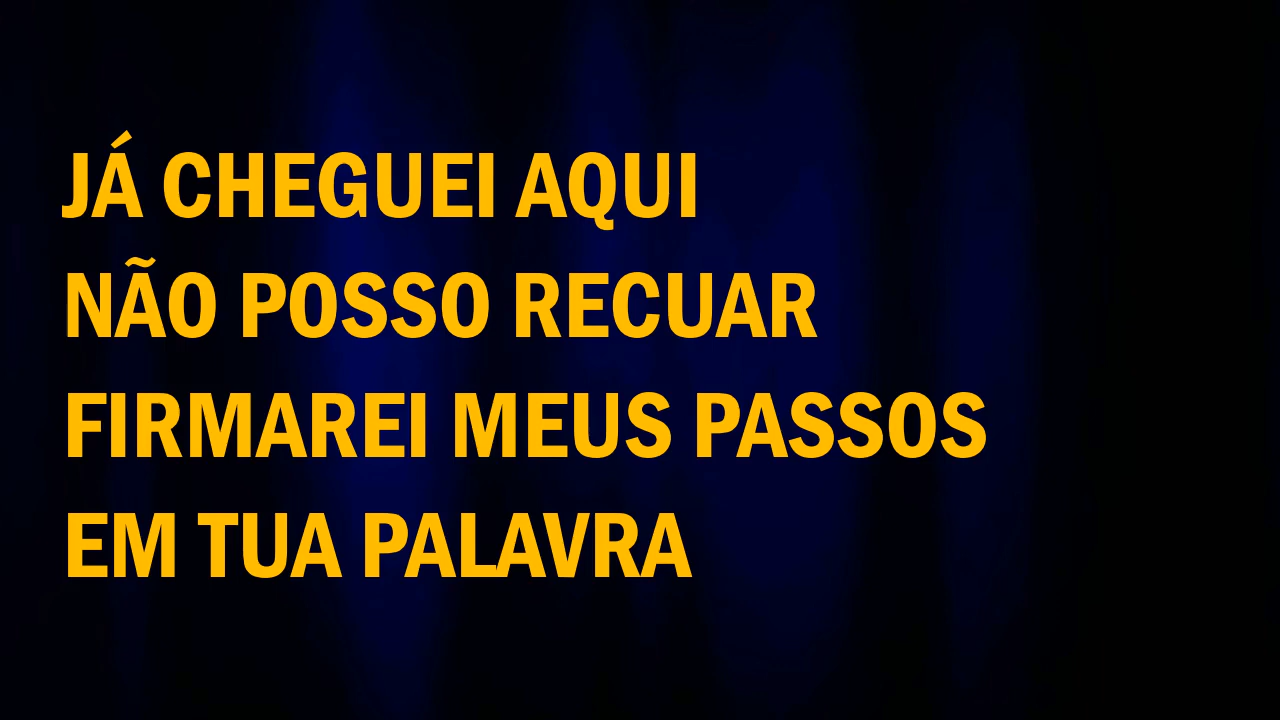 JÁ CHEGUEI AQUI
NÃO POSSO RECUAR
FIRMAREI MEUS PASSOS
EM TUA PALAVRA